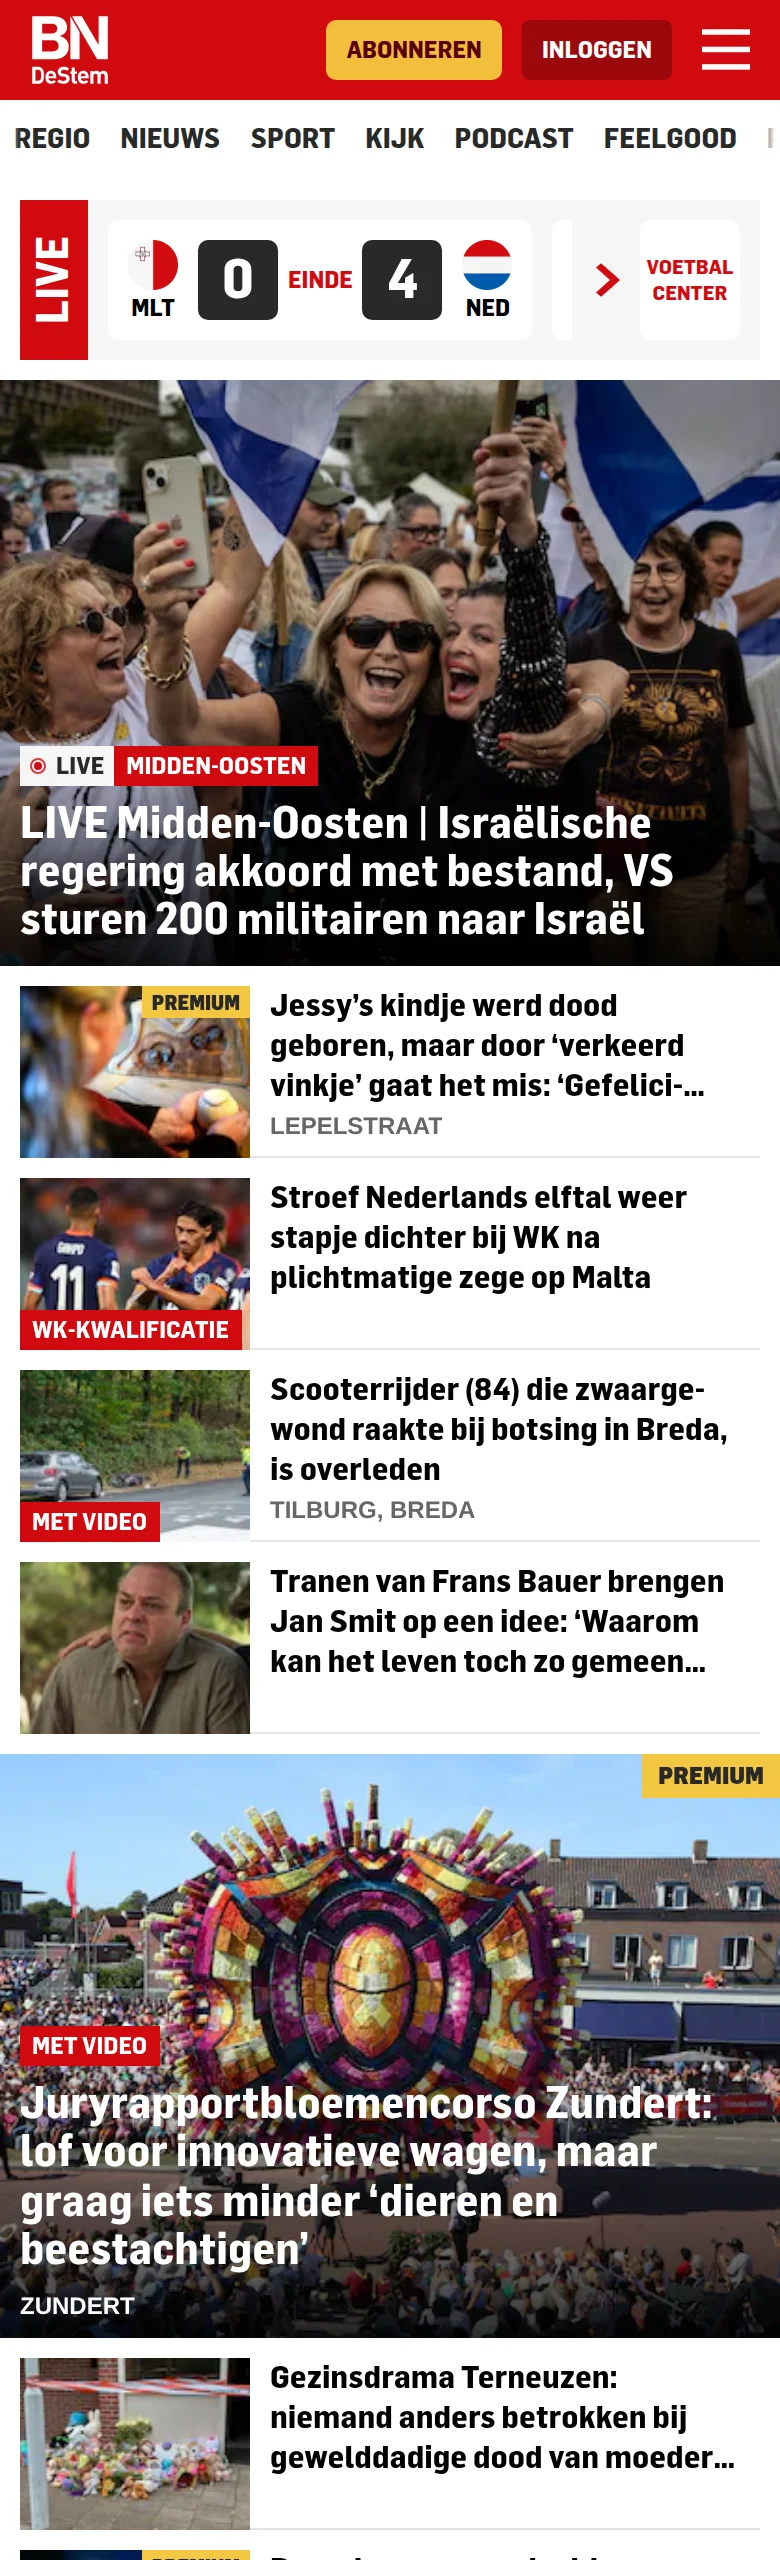 BN
DeStem
ABONNEREN
INLOGGEN
REGIO NIEUWS SPORT KIJK PODCAST FEELGOOD
LIVE
MLT
0
EINDE
4
NED
VOETBAL
CENTER
LIVE MIDDEN-OOSTEN
LIVE Midden-Oosten | Israëlische
regering akkoord met bestand, VS
sturen 200 militairen naar Israël
PREMIUM
Jessy’s kindje werd dood
geboren, maar door ‘verkeerd
vinkje’ gaat het mis: ‘Gefelici-...
LEPELSTRAAT
GAKPO
11
WK-KWALIFICATIE
Stroef Nederlands elftal weer
stapje dichter bij WK na
plichtmatige zege op Malta
MET VIDEO
Scooterrijder (84) die zwaarge-
wond raakte bij botsing in Breda,
is overleden
TILBURG, BREDA
Tranen van Frans Bauer brengen
Jan Smit op een idee: ‘Waarom
kan het leven toch zo gemeen...
PREMIUM
MET VIDEO
Juryrapportbloemencorso Zundert:
lof voor innovatieve wagen, maar
graag iets minder ‘dieren en
beestachtigen’
ZUNDERT
Gezinsdrama Terneuzen:
niemand anders betrokken bij
gewelddadige dood van moeder...